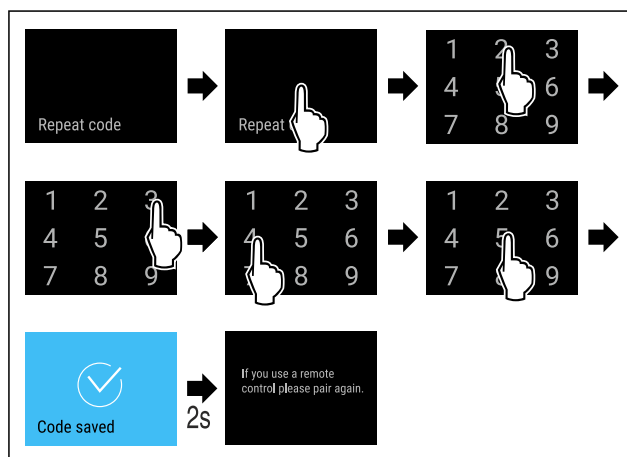 Repeat code
Repeat
1 2 3
4 5 6
7 8 9
1 2 3
4 5
7 8 9
1 2 3
4 5 6
8 9
1 2 3
4 5 6
7 9
Code saved
2s
If you use a remote
control please pair again.